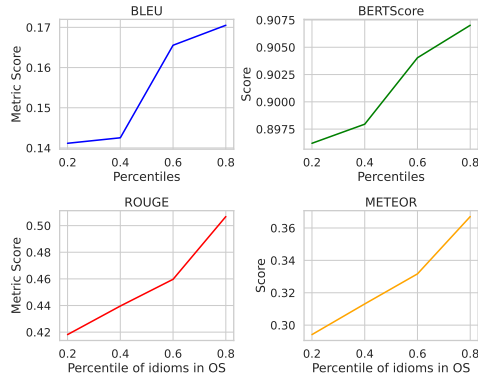 BLEU
Metric Score
0.17
0.16
0.15
0.14
0.2 0.4 0.6 0.8
Percentiles
BERTScore
Score
0.9075
0.9050
0.9025
0.9000
0.8975
0.2 0.4 0.6 0.8
Percentiles
ROUGE
Metric Score
0.50
0.48
0.46
0.44
0.42
0.2 0.4 0.6 0.8
Percentile of idioms in OS
METEOR
Score
0.36
0.34
0.32
0.30
0.2 0.4 0.6 0.8
Percentile of idioms in OS